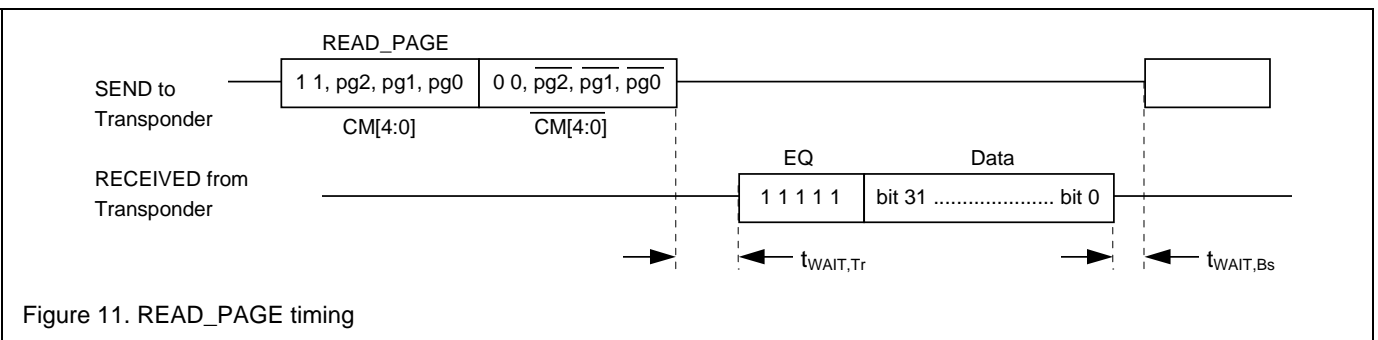 READ_PAGE
SEND to
Transponder
1 1, pg2, pg1, pg0
0 0, p̅g̅2̅, p̅g̅1̅, p̅g̅0̅
CM[4:0]
C̅M̅[̅4̅:̅0̅]̅
RECEIVED from
Transponder
EQ
Data
1 1 1 1 1
bit 31 ..................... bit 0
tWAIT,Tr
tWAIT,Bs
Figure 11. READ_PAGE timing